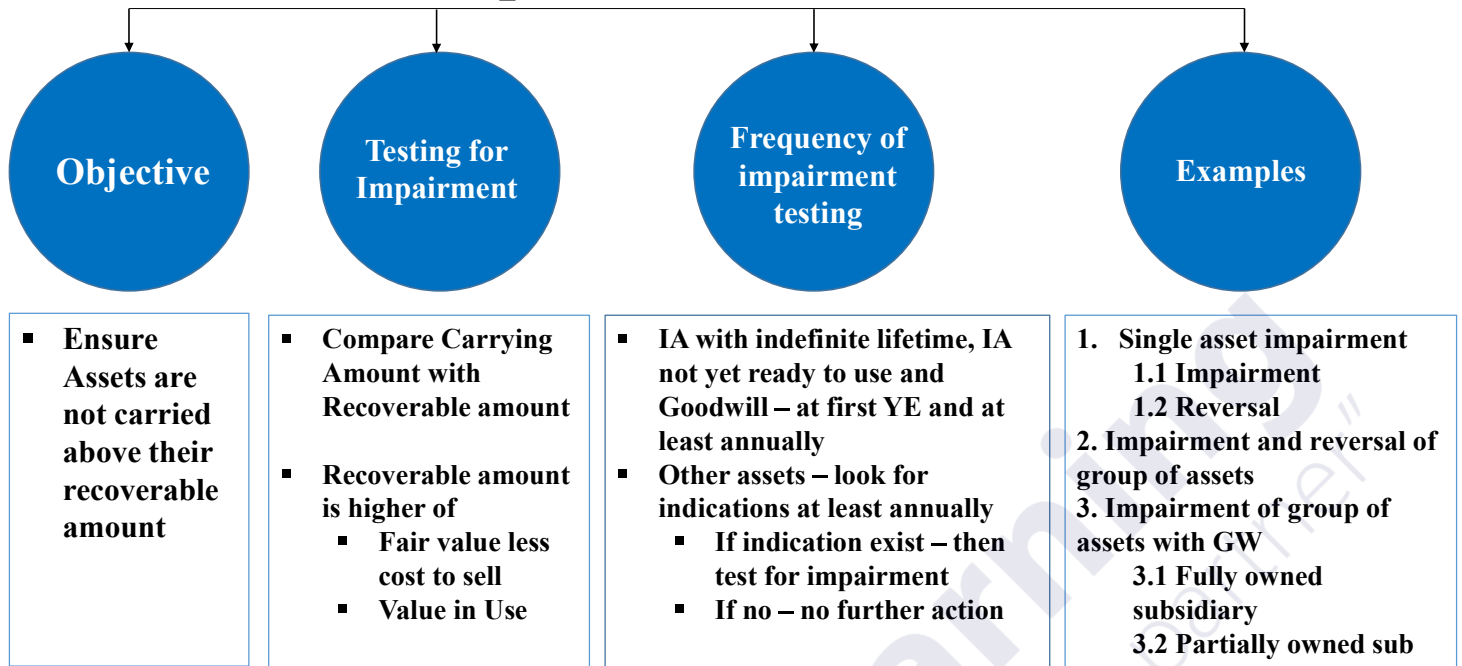 Objective
Testing for
Impairment
Frequency of
impairment
testing
Examples
▪ Ensure
Assets are
not carried
above their
recoverable
amount
▪ Compare Carrying
Amount with
Recoverable amount
▪ Recoverable amount
is higher of
▪ Fair value less
cost to sell
▪ Value in Use
▪ IA with indefinite lifetime, IA
not yet ready to use and
Goodwill – at first YE and at
least annually
▪ Other assets – look for
indications at least annually
▪ If indication exist – then
test for impairment
▪ If no – no further action
1. Single asset impairment
1.1 Impairment
1.2 Reversal
2. Impairment and reversal of
group of assets
3. Impairment of group of
assets with GW
3.1 Fully owned
subsidiary
3.2 Partially owned sub